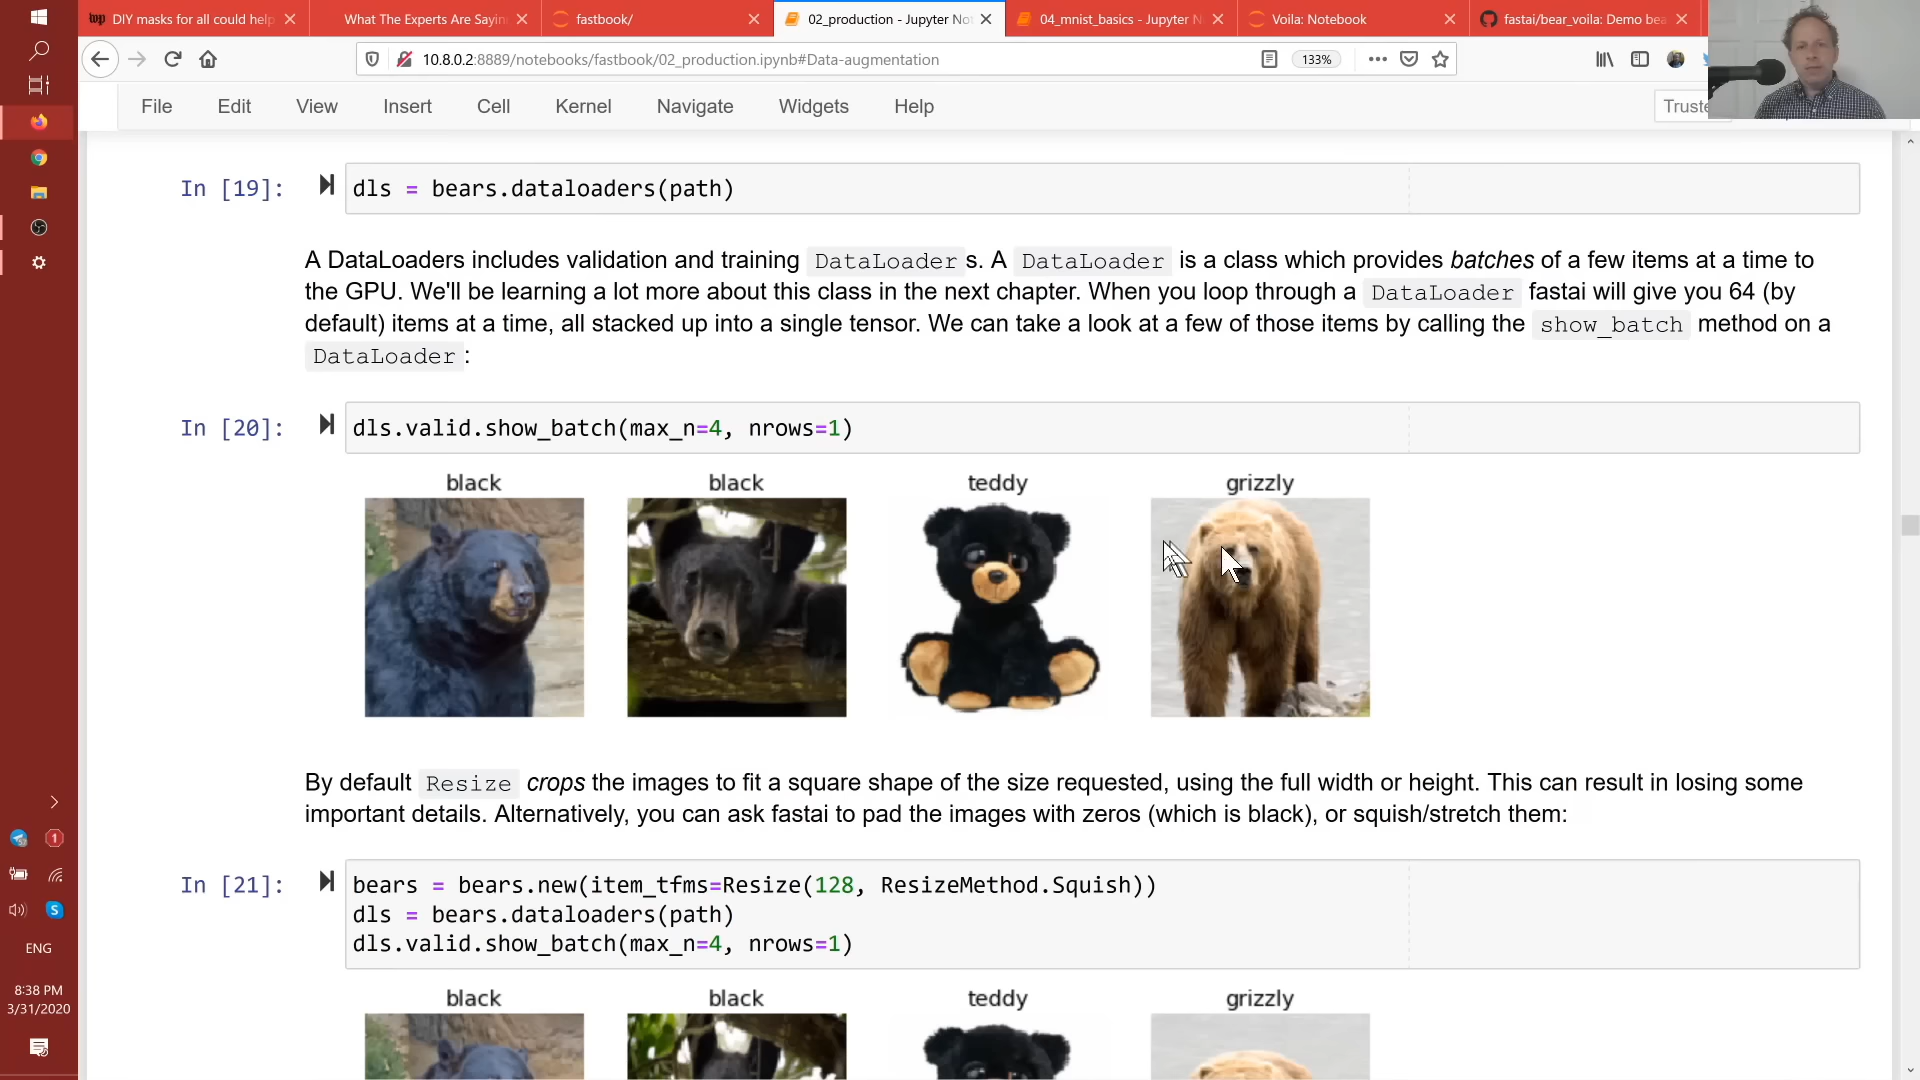 DIY masks for all could help
What The Experts Are Sayin
fastbook/
02_production - Jupyter No
04_mnist_basics - Jupyter N
Voila: Notebook
fastai/bear_voila: Demo bea
10.8.0.2:8889/notebooks/fastbook/02_production.ipynb#Data-augmentation
133%
File Edit View Insert Cell Kernel Navigate Widgets Help
Truste
In [19]: dls = bears.dataloaders(path)
A DataLoaders includes validation and training DataLoader s. A DataLoader is a class which provides batches of a few items at a time to
the GPU. We'll be learning a lot more about this class in the next chapter. When you loop through a DataLoader fastai will give you 64 (by
default) items at a time, all stacked up into a single tensor. We can take a look at a few of those items by calling the show_batch method on a
DataLoader :
In [20]: dls.valid.show_batch(max_n=4, nrows=1)
black black teddy grizzly
By default Resize crops the images to fit a square shape of the size requested, using the full width or height. This can result in losing some
important details. Alternatively, you can ask fastai to pad the images with zeros (which is black), or squish/stretch them:
In [21]: bears = bears.new(item_tfms=Resize(128, ResizeMethod.Squish))
dls = bears.dataloaders(path)
dls.valid.show_batch(max_n=4, nrows=1)
black black teddy grizzly
1
ENG
8:38 PM
3/31/2020